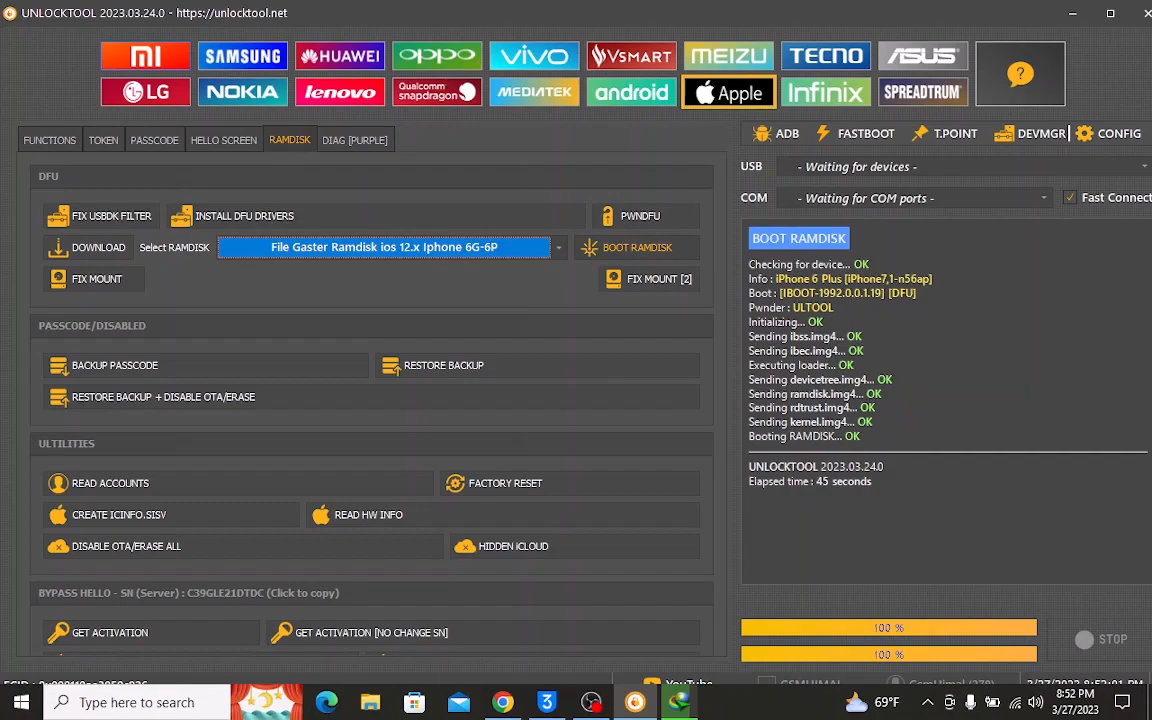 UNLOCKTOOL 2023.03.24.0 - https://unlocktool.net
MI SAMSUNG HUAWEI OPPO VIVO VSMART MEIZU TECNO ASUS ?
LG NOKIA lenovo Qualcomm snapdragon MEDIATEK android Apple Infinix SPREADTRUM
FUNCTIONS TOKEN PASSCODE HELLO SCREEN RAMDISK DIAG [PURPLE]
ADB FASTBOOT T.POINT DEVMGR CONFIG
DFU
USB - Waiting for devices -
FIX USBDK FILTER INSTALL DFU DRIVERS PWNDFU
COM - Waiting for COM ports - Fast Connect
DOWNLOAD Select RAMDISK File Gaster Ramdisk ios 12.x Iphone 6G-6P BOOT RAMDISK
FIX MOUNT FIX MOUNT [2]
PASSCODE/DISABLED
BACKUP PASSCODE RESTORE BACKUP
RESTORE BACKUP + DISABLE OTA/ERASE
ULTILITIES
READ ACCOUNTS FACTORY RESET
CREATE ICINFO.SISV READ HW INFO
DISABLE OTA/ERASE ALL HIDDEN iCLOUD
BYPASS HELLO - SN (Server) : C39GLE21DTDC (Click to copy)
GET ACTIVATION GET ACTIVATION [NO CHANGE SN]
BOOT RAMDISK
Checking for device... OK
Info : iPhone 6 Plus [iPhone7,1-n56ap]
Boot : [IBOOT-1992.0.0.1.19] [DFU]
Pwnder : ULTOOL
Initializing... OK
Sending ibss.img4... OK
Sending ibec.img4... OK
Executing loader... OK
Sending devicetree.img4... OK
Sending ramdisk.img4... OK
Sending rdtrust.img4... OK
Sending kernel.img4... OK
Booting RAMDISK... OK
UNLOCKTOOL 2023.03.24.0
Elapsed time : 45 seconds
100 %
STOP
100 %
YouTube
Type here to search
69°F
8:52 PM
3/27/2023